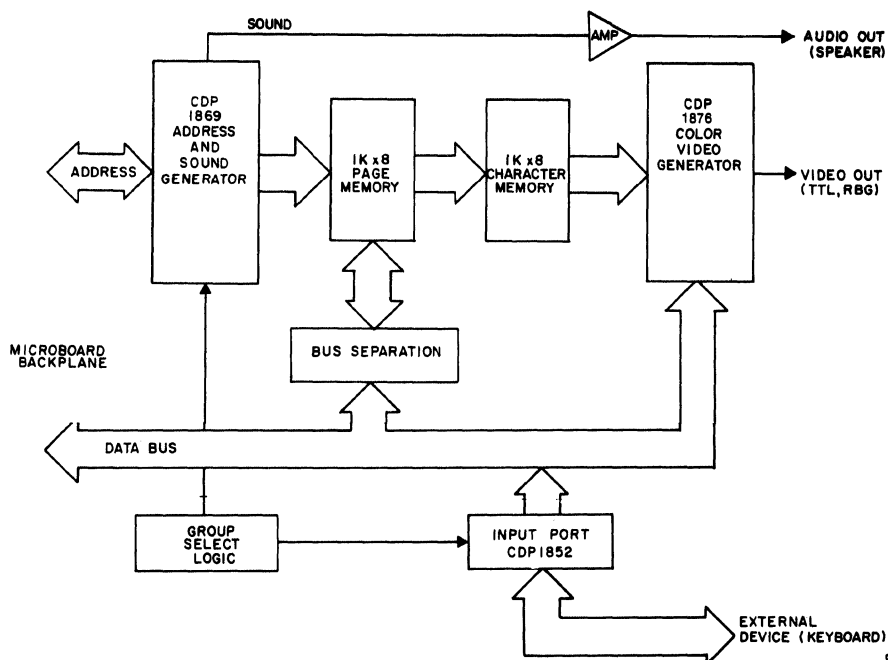 SOUND
AMP
AUDIO OUT
(SPEAKER)
CDP
1869
ADDRESS
AND
SOUND
GENERATOR
ADDRESS
1K x 8
PAGE
MEMORY
1K x 8
CHARACTER
MEMORY
CDP
1876
COLOR
VIDEO
GENERATOR
VIDEO OUT
(TTL, RBG)
MICROBOARD
BACKPLANE
BUS SEPARATION
DATA BUS
GROUP
SELECT
LOGIC
INPUT PORT
CDP1852
EXTERNAL
DEVICE (KEYBOARD)